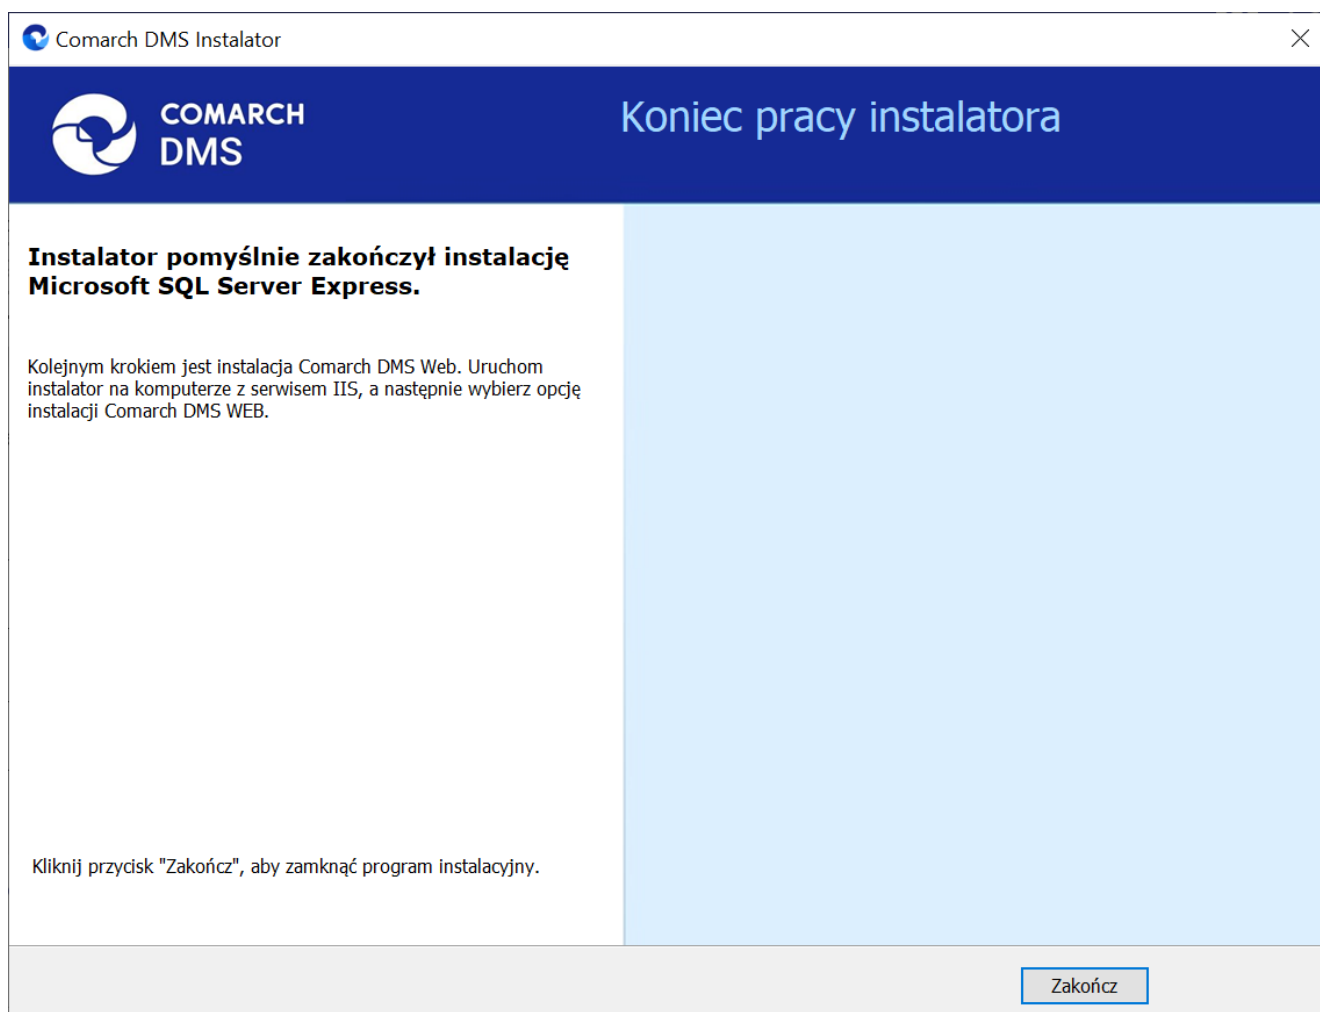 Comarch DMS Instalator
COMARCH
DMS
Koniec pracy instalatora
Instalator pomyślnie zakończył instalację
Microsoft SQL Server Express.
Kolejnym krokiem jest instalacja Comarch DMS Web. Uruchom
instalator na komputerze z serwisem IIS, a następnie wybierz opcję
instalacji Comarch DMS WEB.
Kliknij przycisk "Zakończ", aby zamknąć program instalacyjny.
Zakończ